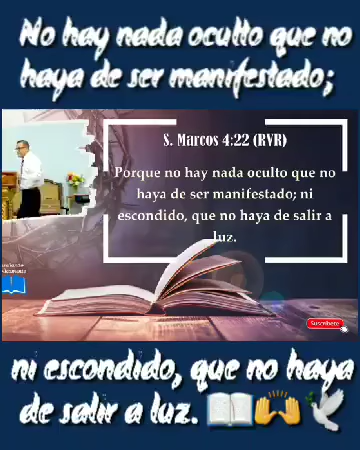 No hay nada oculto que no
haya de ser manifestado;
S. Marcos 4:22 (RVR)
Porque no hay nada oculto que no
haya de ser manifestado; ni
escondido, que no haya de salir a
luz.
Suscríbete
ni escondido, que no haya
de salir a luz. 📖🙌🕊️